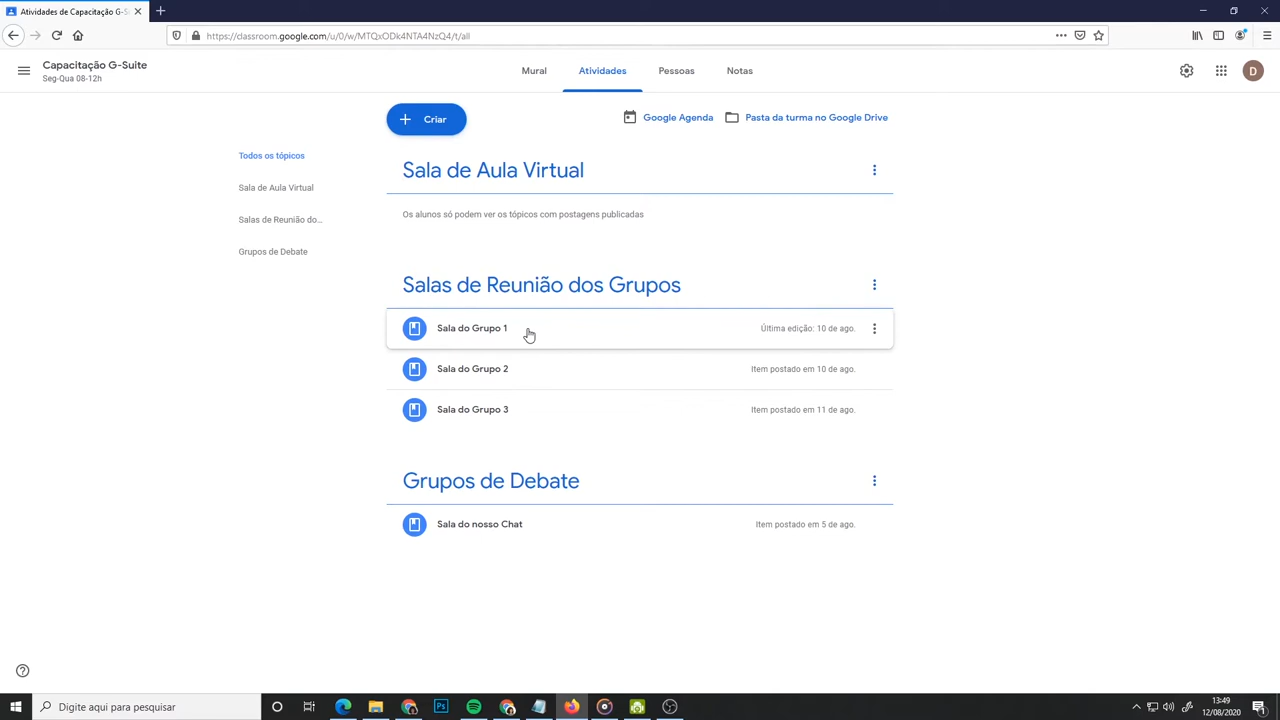 Atividades de Capacitação G-S
https://classroom.google.com/u/0/w/MTQxODk4NTA4NzQ4/t/all
Capacitação G-Suite
Seg-Qua 08-12h
Mural
Atividades
Pessoas
Notas
D
Criar
Google Agenda
Pasta da turma no Google Drive
Todos os tópicos
Sala de Aula Virtual
Salas de Reunião do...
Grupos de Debate
Sala de Aula Virtual
Os alunos só podem ver os tópicos com postagens publicadas
Salas de Reunião dos Grupos
Sala do Grupo 1
Última edição: 10 de ago.
Sala do Grupo 2
Item postado em 10 de ago.
Sala do Grupo 3
Item postado em 11 de ago.
Grupos de Debate
Sala do nosso Chat
Item postado em 5 de ago.
Digite aqui para pesquisar
Ps
13:49
12/08/2020